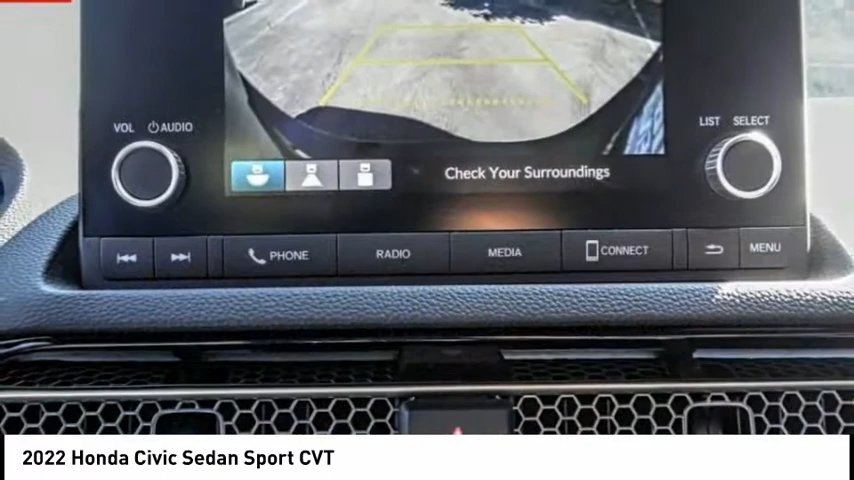 VOL AUDIO
LIST SELECT
Check Your Surroundings
PHONE RADIO MEDIA CONNECT MENU
2022 Honda Civic Sedan Sport CVT